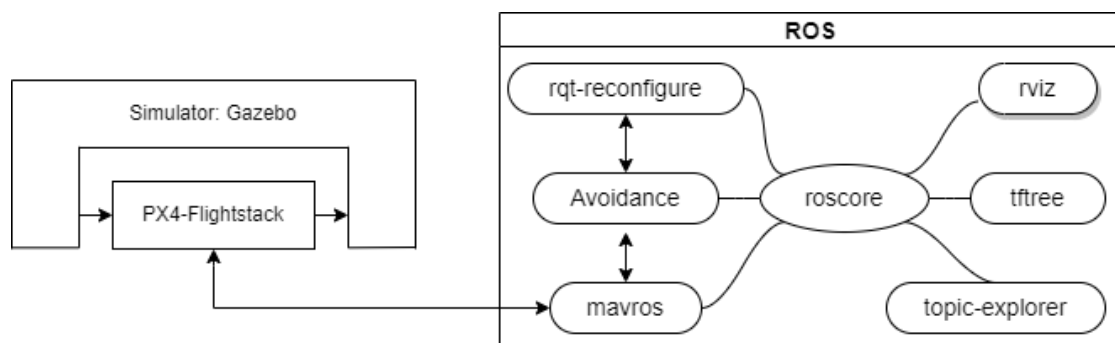 ROS
Simulator: Gazebo
PX4-Flightstack
rqt-reconfigure
rviz
Avoidance
roscore
tftree
mavros
topic-explorer